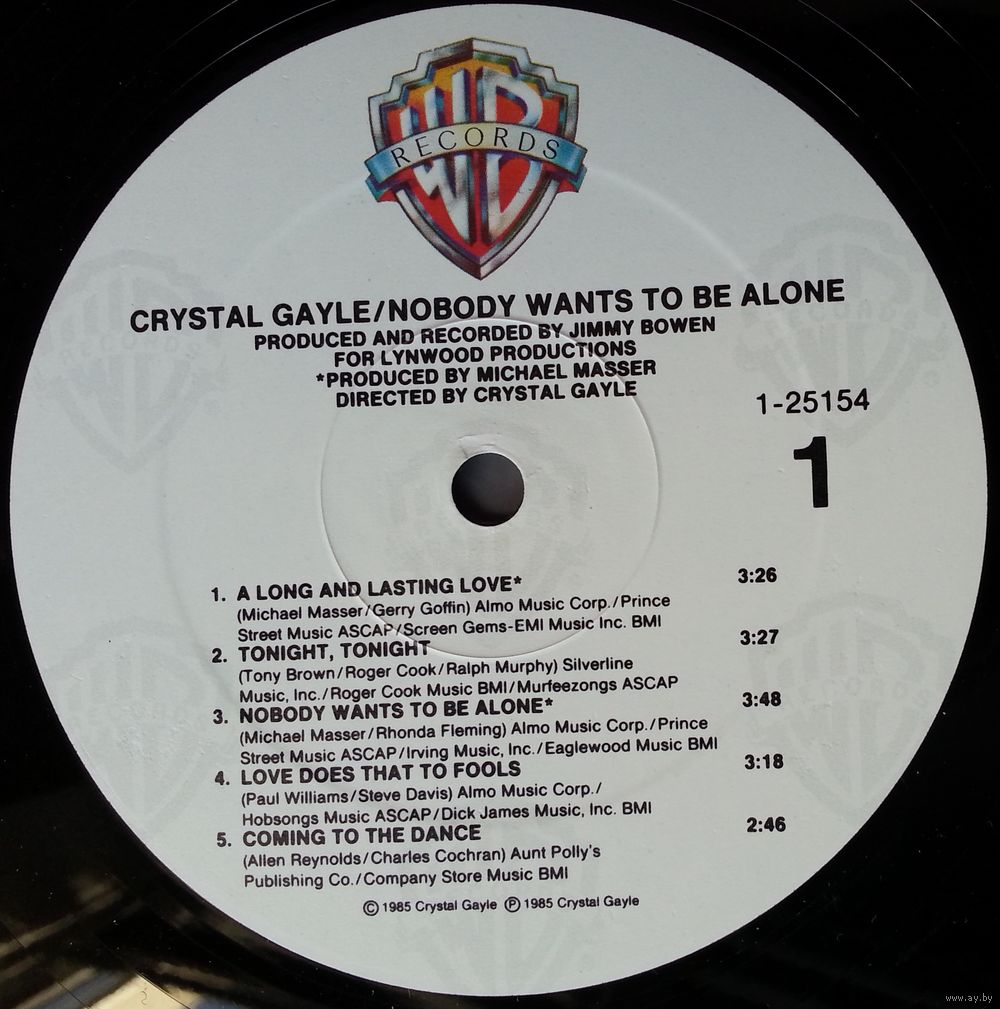 WB
RECORDS
CRYSTAL GAYLE/NOBODY WANTS TO BE ALONE
PRODUCED AND RECORDED BY JIMMY BOWEN
FOR LYNWOOD PRODUCTIONS
*PRODUCED BY MICHAEL MASSER
DIRECTED BY CRYSTAL GAYLE
1-25154
1
1. A LONG AND LASTING LOVE* 3:26
(Michael Masser/Gerry Goffin) Almo Music Corp./Prince
Street Music ASCAP/Screen Gems-EMI Music Inc. BMI
2. TONIGHT, TONIGHT 3:27
(Tony Brown/Roger Cook/Ralph Murphy) Silverline
Music, Inc./Roger Cook Music BMI/Murfeezongs ASCAP
3. NOBODY WANTS TO BE ALONE* 3:48
(Michael Masser/Rhonda Fleming) Almo Music Corp./Prince
Street Music ASCAP/Irving Music, Inc./Eaglewood Music BMI
4. LOVE DOES THAT TO FOOLS 3:18
(Paul Williams/Steve Davis) Almo Music Corp./
Hobsongs Music ASCAP/Dick James Music, Inc. BMI
5. COMING TO THE DANCE 2:46
(Allen Reynolds/Charles Cochran) Aunt Polly's
Publishing Co./Company Store Music BMI
© 1985 Crystal Gayle ℗ 1985 Crystal Gayle
www.ay.by